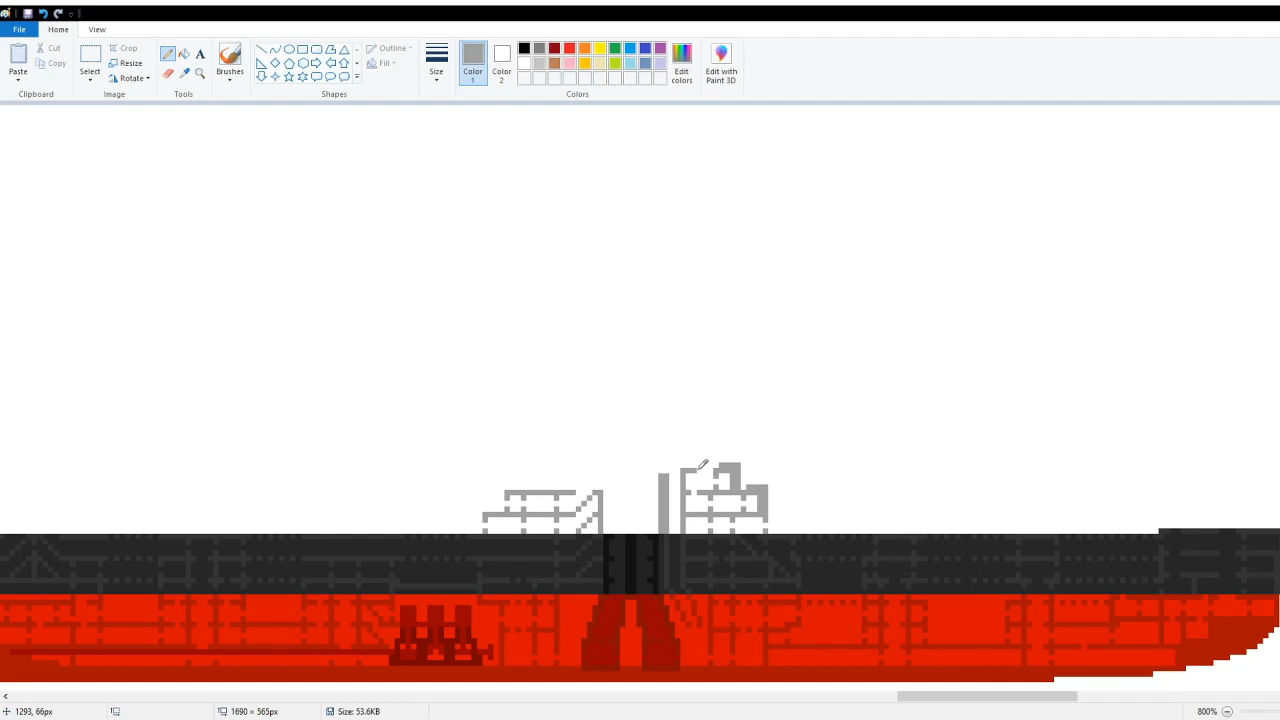 File Home View
Paste
Cut
Copy
Clipboard
Select
Crop
Resize
Rotate
Image
Tools
Brushes
Shapes
Outline
Fill
Size
Color 1
Color 2
Edit colors
Colors
Edit with Paint 3D
1293, 66px
1690 × 565px
Size: 53.6KB
800%